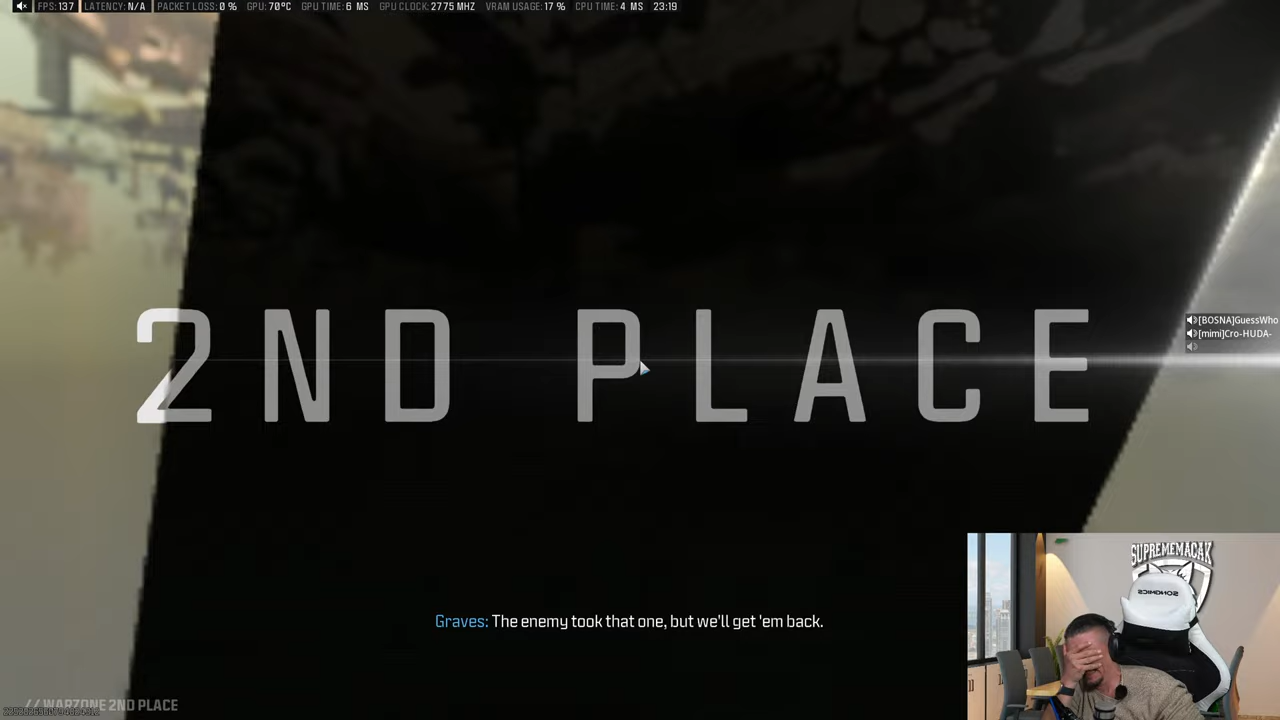 FPS: 137 LATENCY: N/A PACKET LOSS: 0 % GPU: 70°C GPU TIME: 6 MS GPU CLOCK: 2775 MHZ VRAM USAGE: 17 % CPU TIME: 4 MS 23:19
2ND PLACE
[BOSNA]GuessWho
[mimi]Cro-HUDA-
SUPREMEMACAK
SONGMICS
Graves: The enemy took that one, but we'll get 'em back.
// WARZONE 2ND PLACE